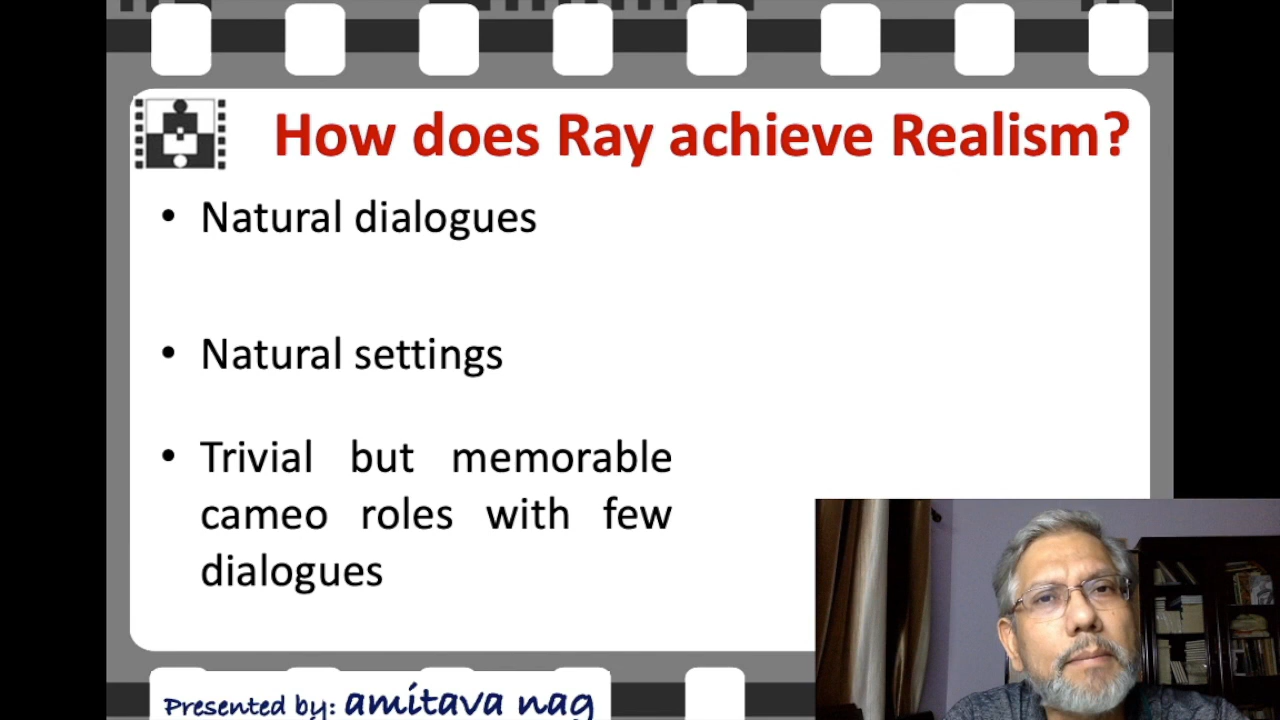 How does Ray achieve Realism?
• Natural dialogues
• Natural settings
• Trivial but memorable
cameo roles with few
dialogues
Presented by: amitava nag